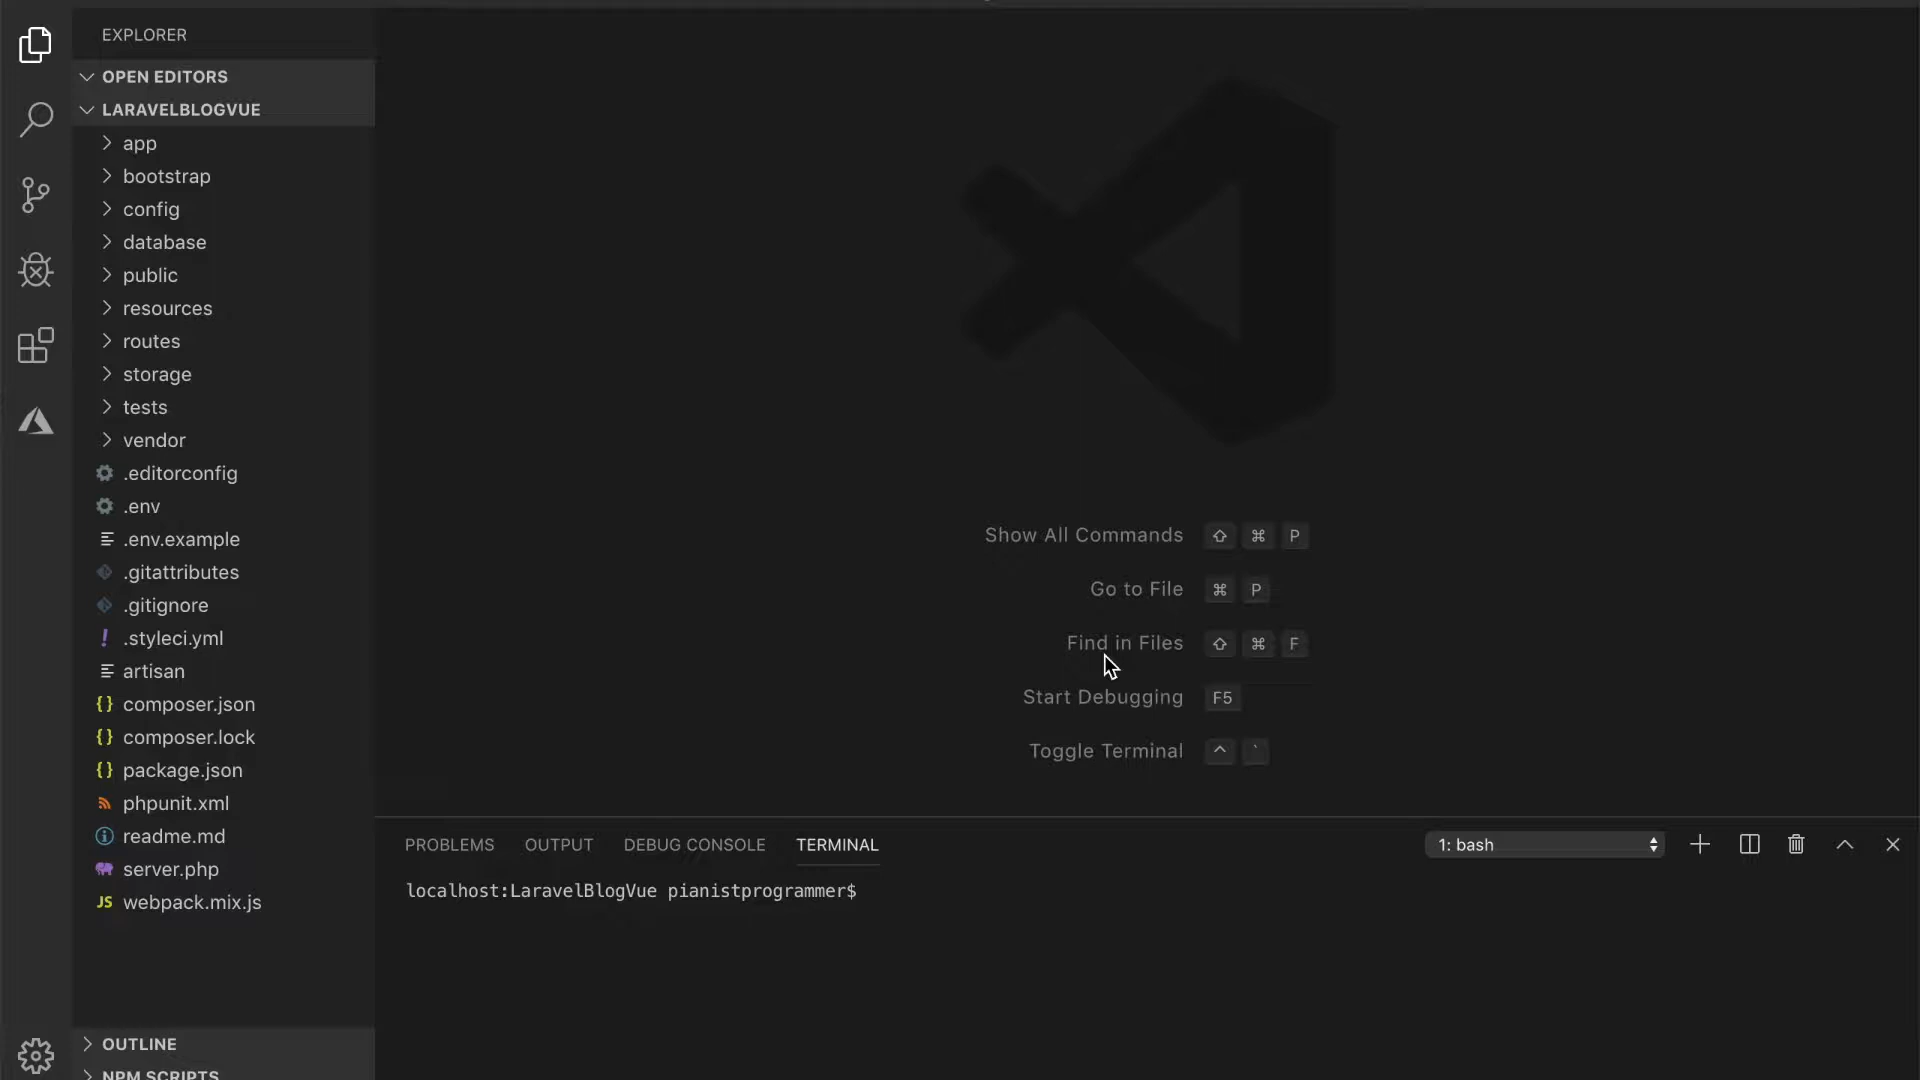 EXPLORER
OPEN EDITORS
LARAVELBLOGVUE
app
bootstrap
config
database
public
resources
routes
storage
tests
vendor
.editorconfig
.env
.env.example
.gitattributes
.gitignore
! .styleci.yml
artisan
{} composer.json
{} composer.lock
{} package.json
phpunit.xml
readme.md
server.php
JS webpack.mix.js
OUTLINE
NPM SCRIPTS
Show All Commands ⇧ ⌘ P
Go to File ⌘ P
Find in Files ⇧ ⌘ F
Start Debugging F5
Toggle Terminal ^ `
PROBLEMS OUTPUT DEBUG CONSOLE TERMINAL 1: bash
localhost:LaravelBlogVue pianistprogrammer$